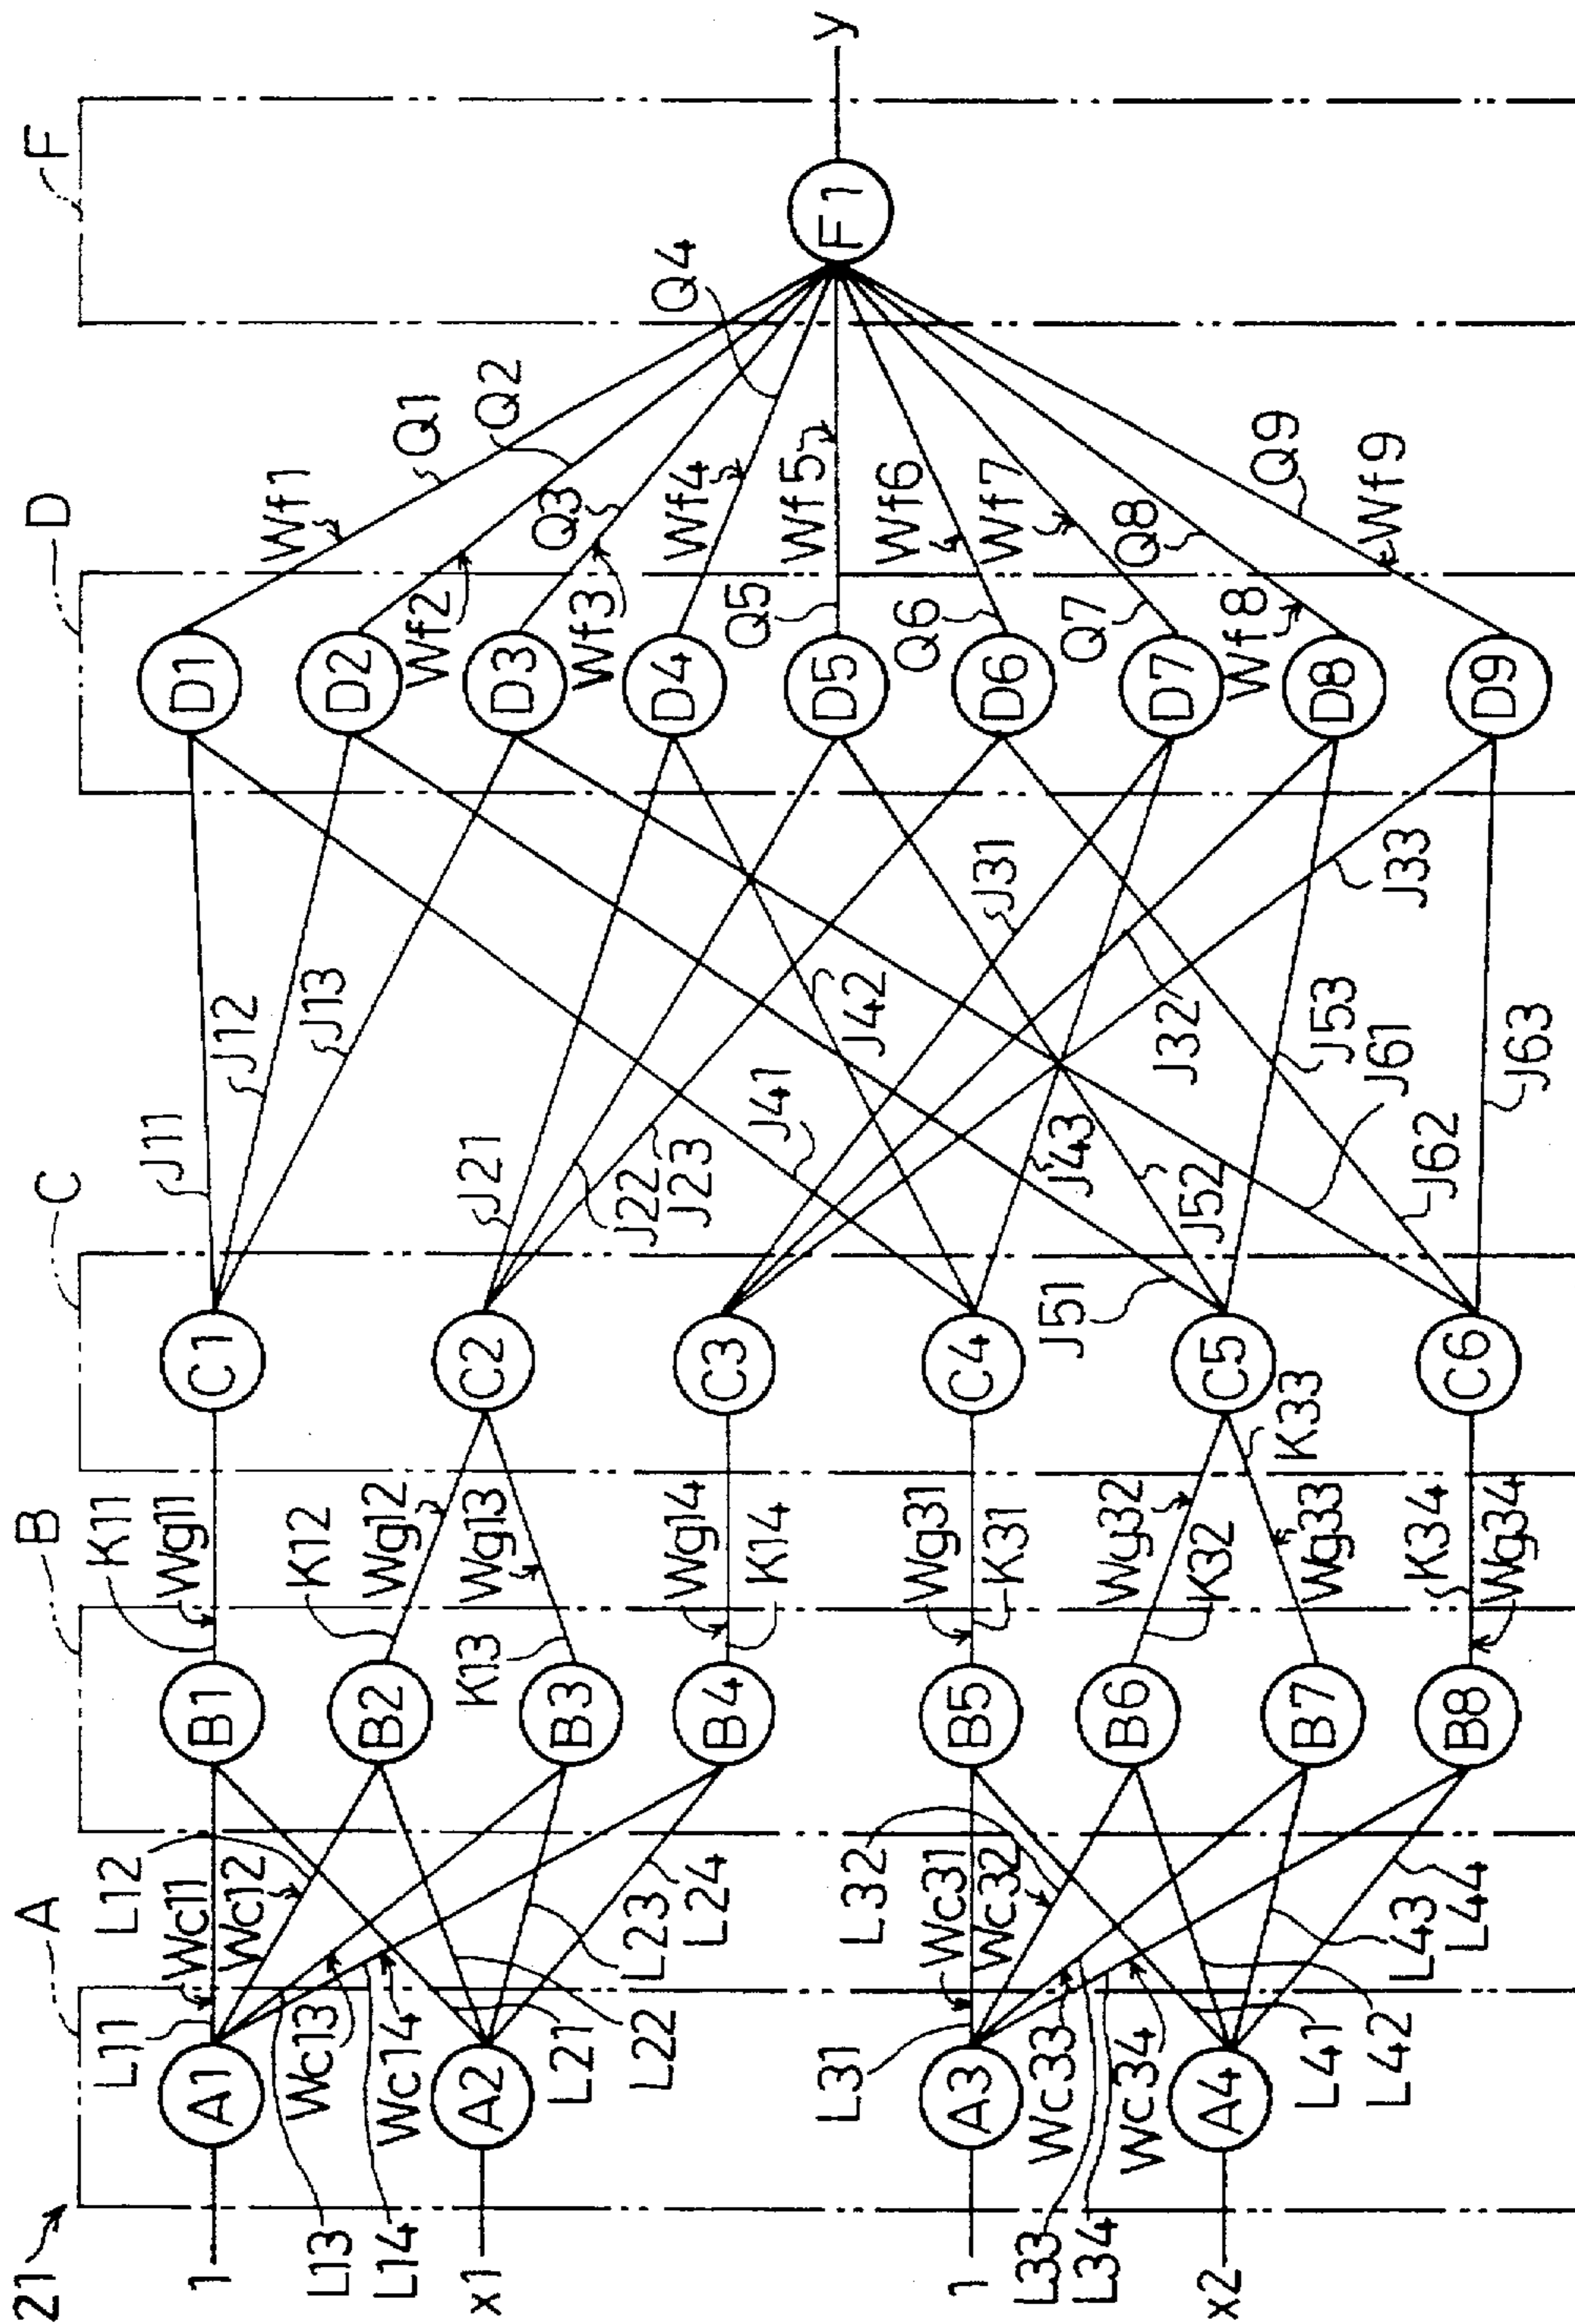 21
A
B
C
D
F
1
x1
1
x2
y
A1
A2
A3
A4
B1
B2
B3
B4
B5
B6
B7
B8
C1
C2
C3
C4
C5
C6
D1
D2
D3
D4
D5
D6
D7
D8
D9
F1
L11
Wc11
L12
Wc12
Wc13
L13
Wc14
L14
L21
L22
L23
L24
L31
Wc31
L32
Wc32
Wc33
L33
Wc34
L34
L41
L42
L43
L44
K11
Wg11
K12
Wg12
Wg13
K13
Wg14
K14
Wg31
K31
Wg32
K32
K33
Wg33
K34
Wg34
J11
J12
J13
J21
J22
J23
J31
J32
J33
J41
J42
J43
J51
J52
J53
J61
J62
J63
Wf1
Q1
Q2
Wf2
Q3
Wf3
Q4
Wf4
Wf5
Q5
Wf6
Q6
Wf7
Q7
Q8
Wf8
Q9
Wf9